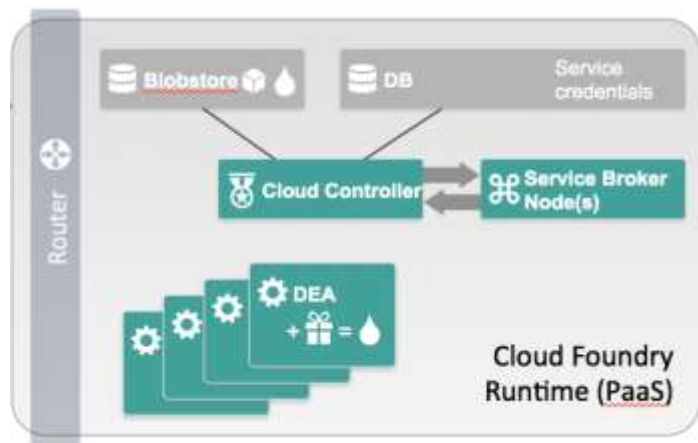 Blobstore
DB
Service
credentials
Router
Cloud Controller
Service Broker
Node(s)
DEA
+ =
Cloud Foundry
Runtime (PaaS)